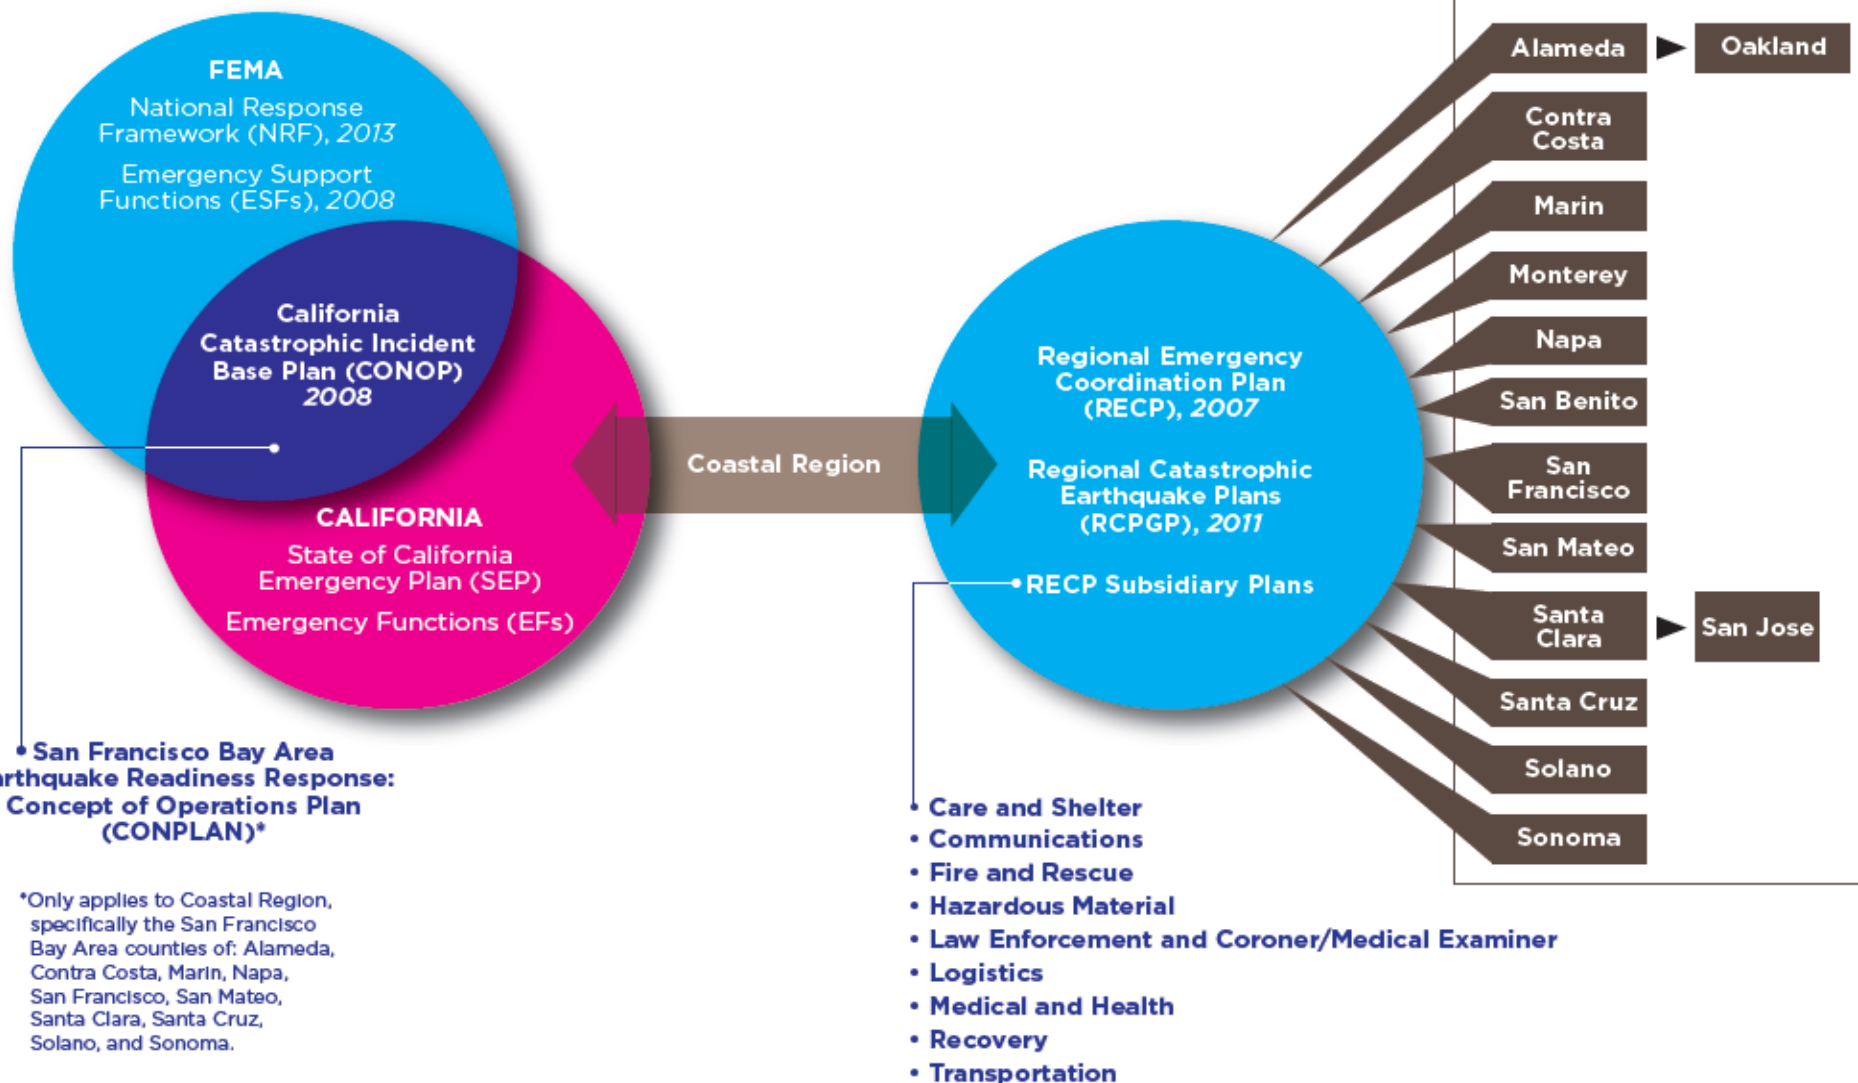 FEMA
National Response
Framework (NRF), 2013
Emergency Support
Functions (ESFs), 2008
California
Catastrophic Incident
Base Plan (CONOP)
2008
CALIFORNIA
State of California
Emergency Plan (SEP)
Emergency Functions (EFs)
San Francisco Bay Area
arthquake Readiness Response:
Concept of Operations Plan
(CONPLAN)*
*Only applies to Coastal Region,
specifically the San Francisco
Bay Area counties of: Alameda,
Contra Costa, Marin, Napa,
San Francisco, San Mateo,
Santa Clara, Santa Cruz,
Solano, and Sonoma.
Coastal Region
Regional Emergency
Coordination Plan
(RECP), 2007
Regional Catastrophic
Earthquake Plans
(RCPGP), 2011
RECP Subsidiary Plans
• Care and Shelter
• Communications
• Fire and Rescue
• Hazardous Material
• Law Enforcement and Coroner/Medical Examiner
• Logistics
• Medical and Health
• Recovery
• Transportation
Alameda
Oakland
Contra
Costa
Marin
Monterey
Napa
San Benito
San
Francisco
San Mateo
Santa
Clara
San Jose
Santa Cruz
Solano
Sonoma